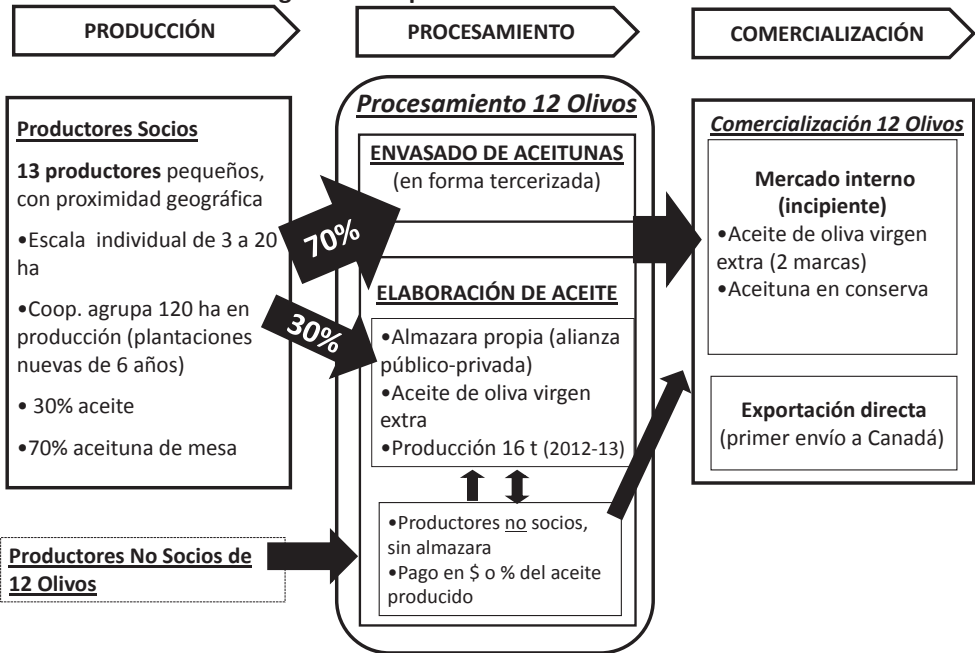 PRODUCCIÓN
PROCESAMIENTO
COMERCIALIZACIÓN
Productores Socios
13 productores pequeños,
con proximidad geográfica
•Escala individual de 3 a 20
ha
•Coop. agrupa 120 ha en
producción (plantaciones
nuevas de 6 años)
• 30% aceite
•70% aceituna de mesa
Productores No Socios de
12 Olivos
70%
30%
Procesamiento 12 Olivos
ENVASADO DE ACEITUNAS
(en forma tercerizada)
ELABORACIÓN DE ACEITE
•Almazara propia (alianza
público-privada)
•Aceite de oliva virgen
extra
•Producción 16 t (2012-13)
•Productores no socios,
sin almazara
•Pago en $ o % del aceite
producido
Comercialización 12 Olivos
Mercado interno
(incipiente)
•Aceite de oliva virgen
extra (2 marcas)
•Aceituna en conserva
Exportación directa
(primer envío a Canadá)